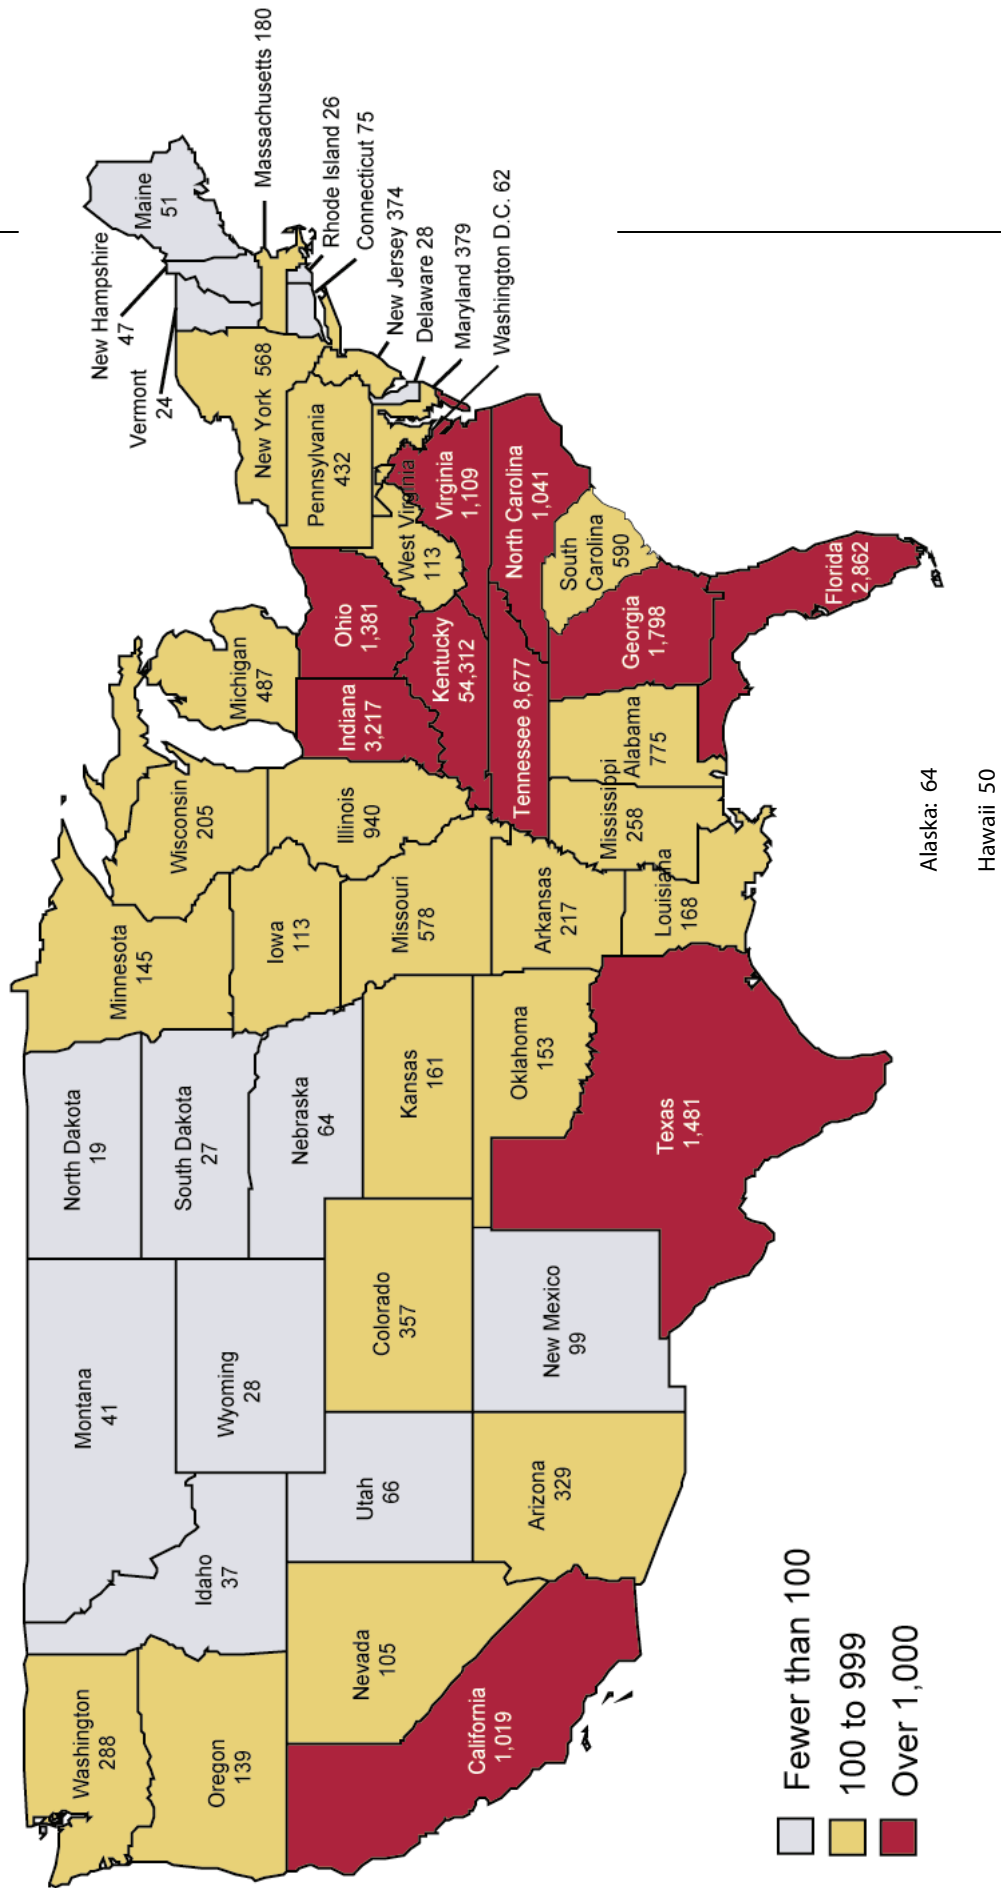 Washington
288
Oregon
139
California
1,019
Nevada
105
Idaho
37
Montana
41
Wyoming
28
Utah
66
Arizona
329
Colorado
357
New Mexico
99
North Dakota
19
South Dakota
27
Nebraska
64
Kansas
161
Oklahoma
153
Texas
1,481
Minnesota
145
Iowa
113
Missouri
578
Arkansas
217
Louisiana
168
Wisconsin
205
Illinois
940
Mississippi
258
Michigan
487
Indiana
3,217
Ohio
1,381
Kentucky
54,312
Tennessee 8,677
Alabama
775
Georgia
1,798
Florida
2,862
South
Carolina
590
North Carolina
1,041
Virginia
1,109
West Virginia
113
Pennsylvania
432
New York 568
Vermont
24
New Hampshire
47
Maine
51
Massachusetts 180
Rhode Island 26
Connecticut 75
New Jersey 374
Delaware 28
Maryland 379
Washington D.C. 62
Fewer than 100
100 to 999
Over 1,000
Alaska: 64
Hawaii 50